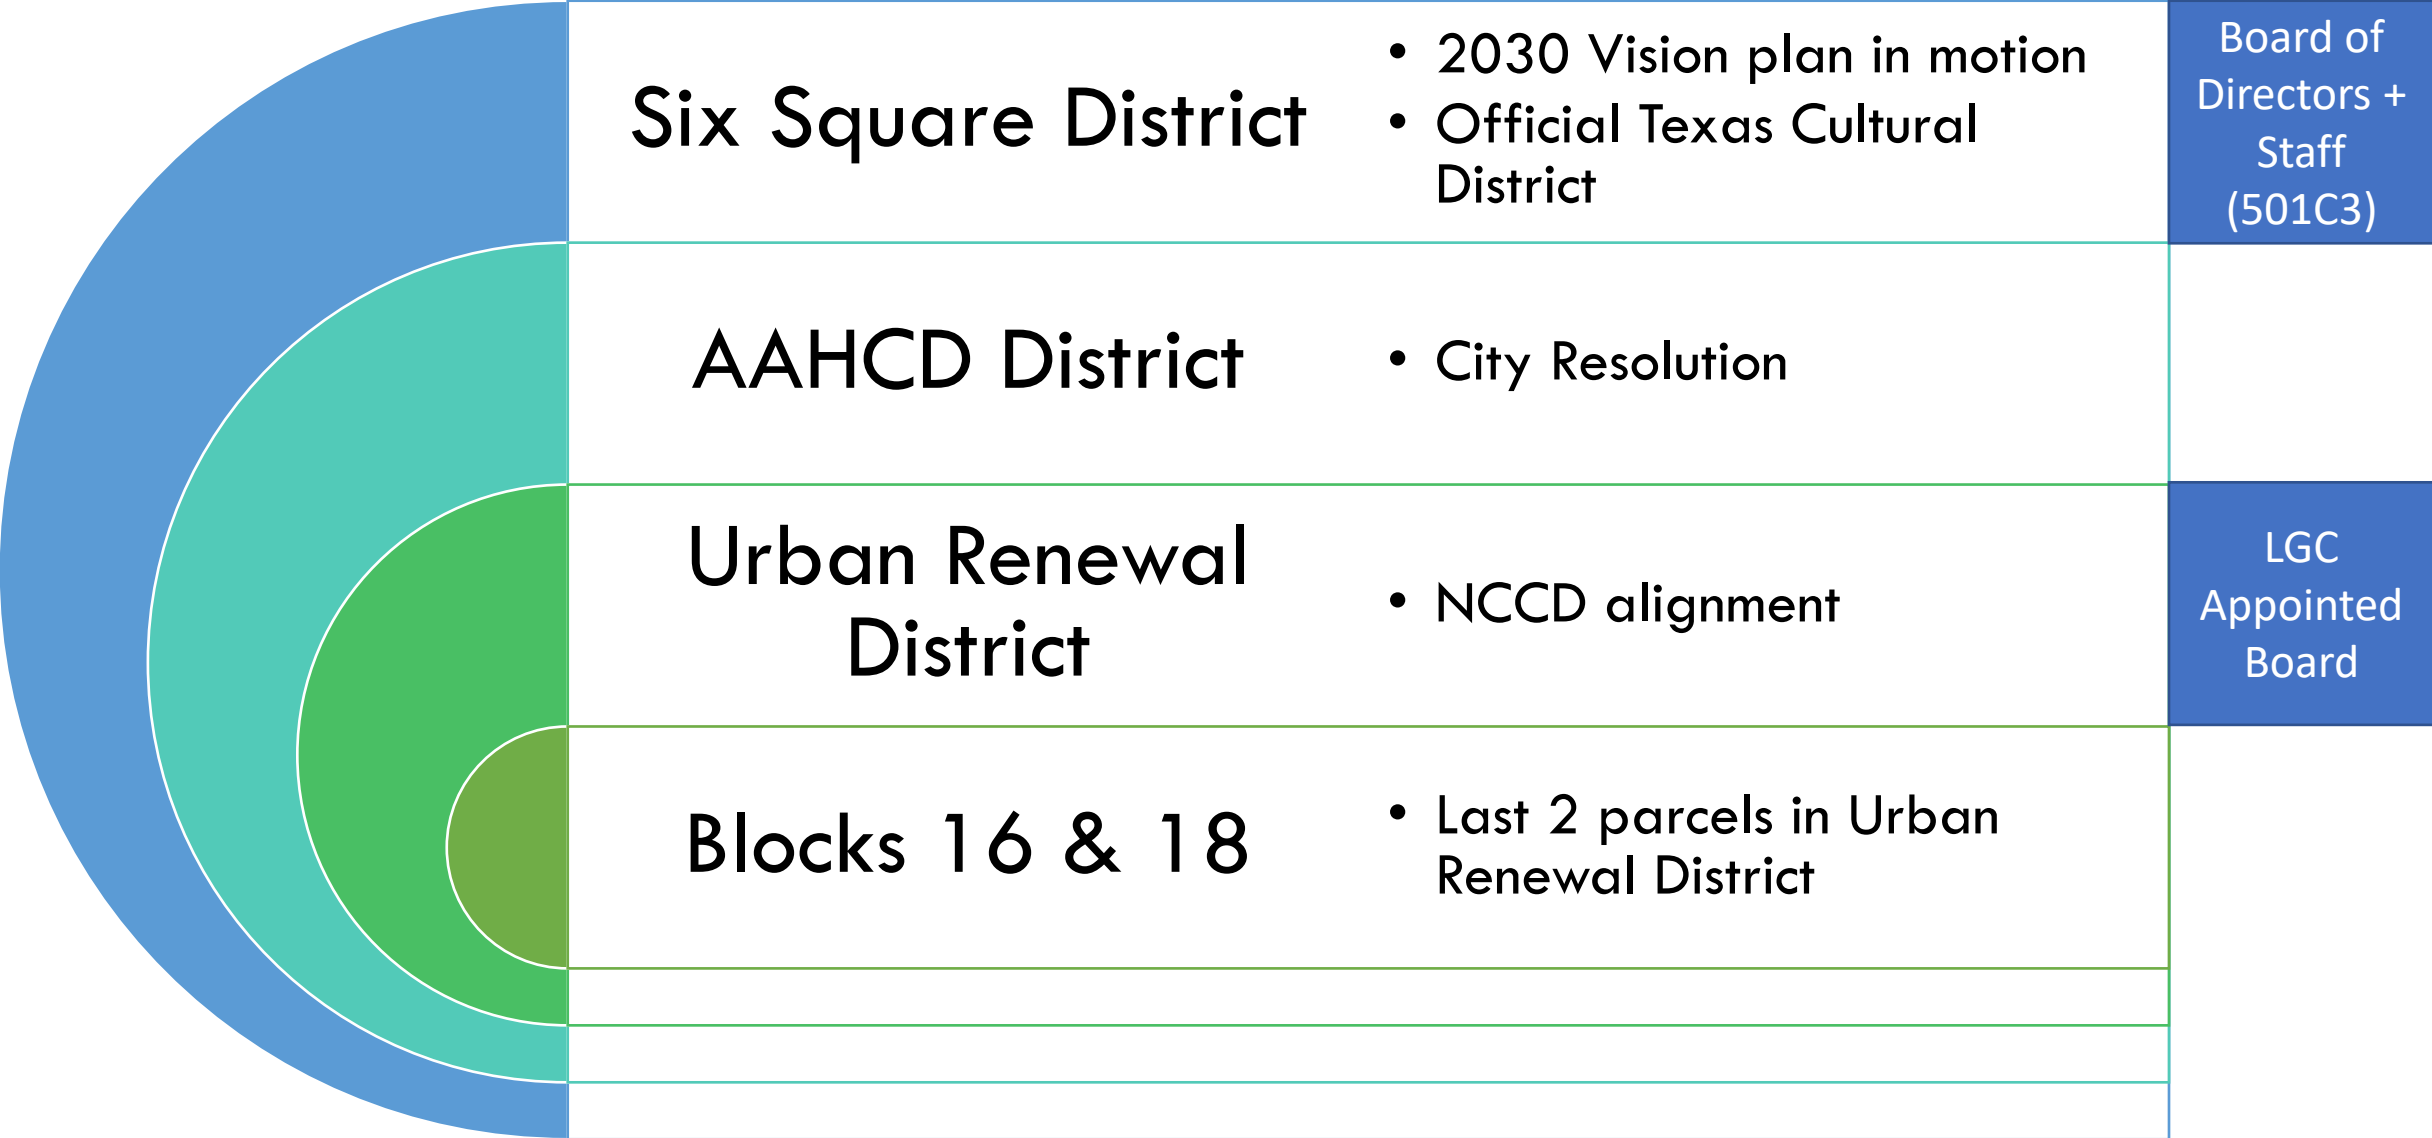 Six Square District
• 2030 Vision plan in motion
• Official Texas Cultural
District
Board of
Directors +
Staff
(501C3)
AAHCD District
• City Resolution
Urban Renewal
District
• NCCD alignment
LGC
Appointed
Board
Blocks 16 & 18
• Last 2 parcels in Urban
Renewal District